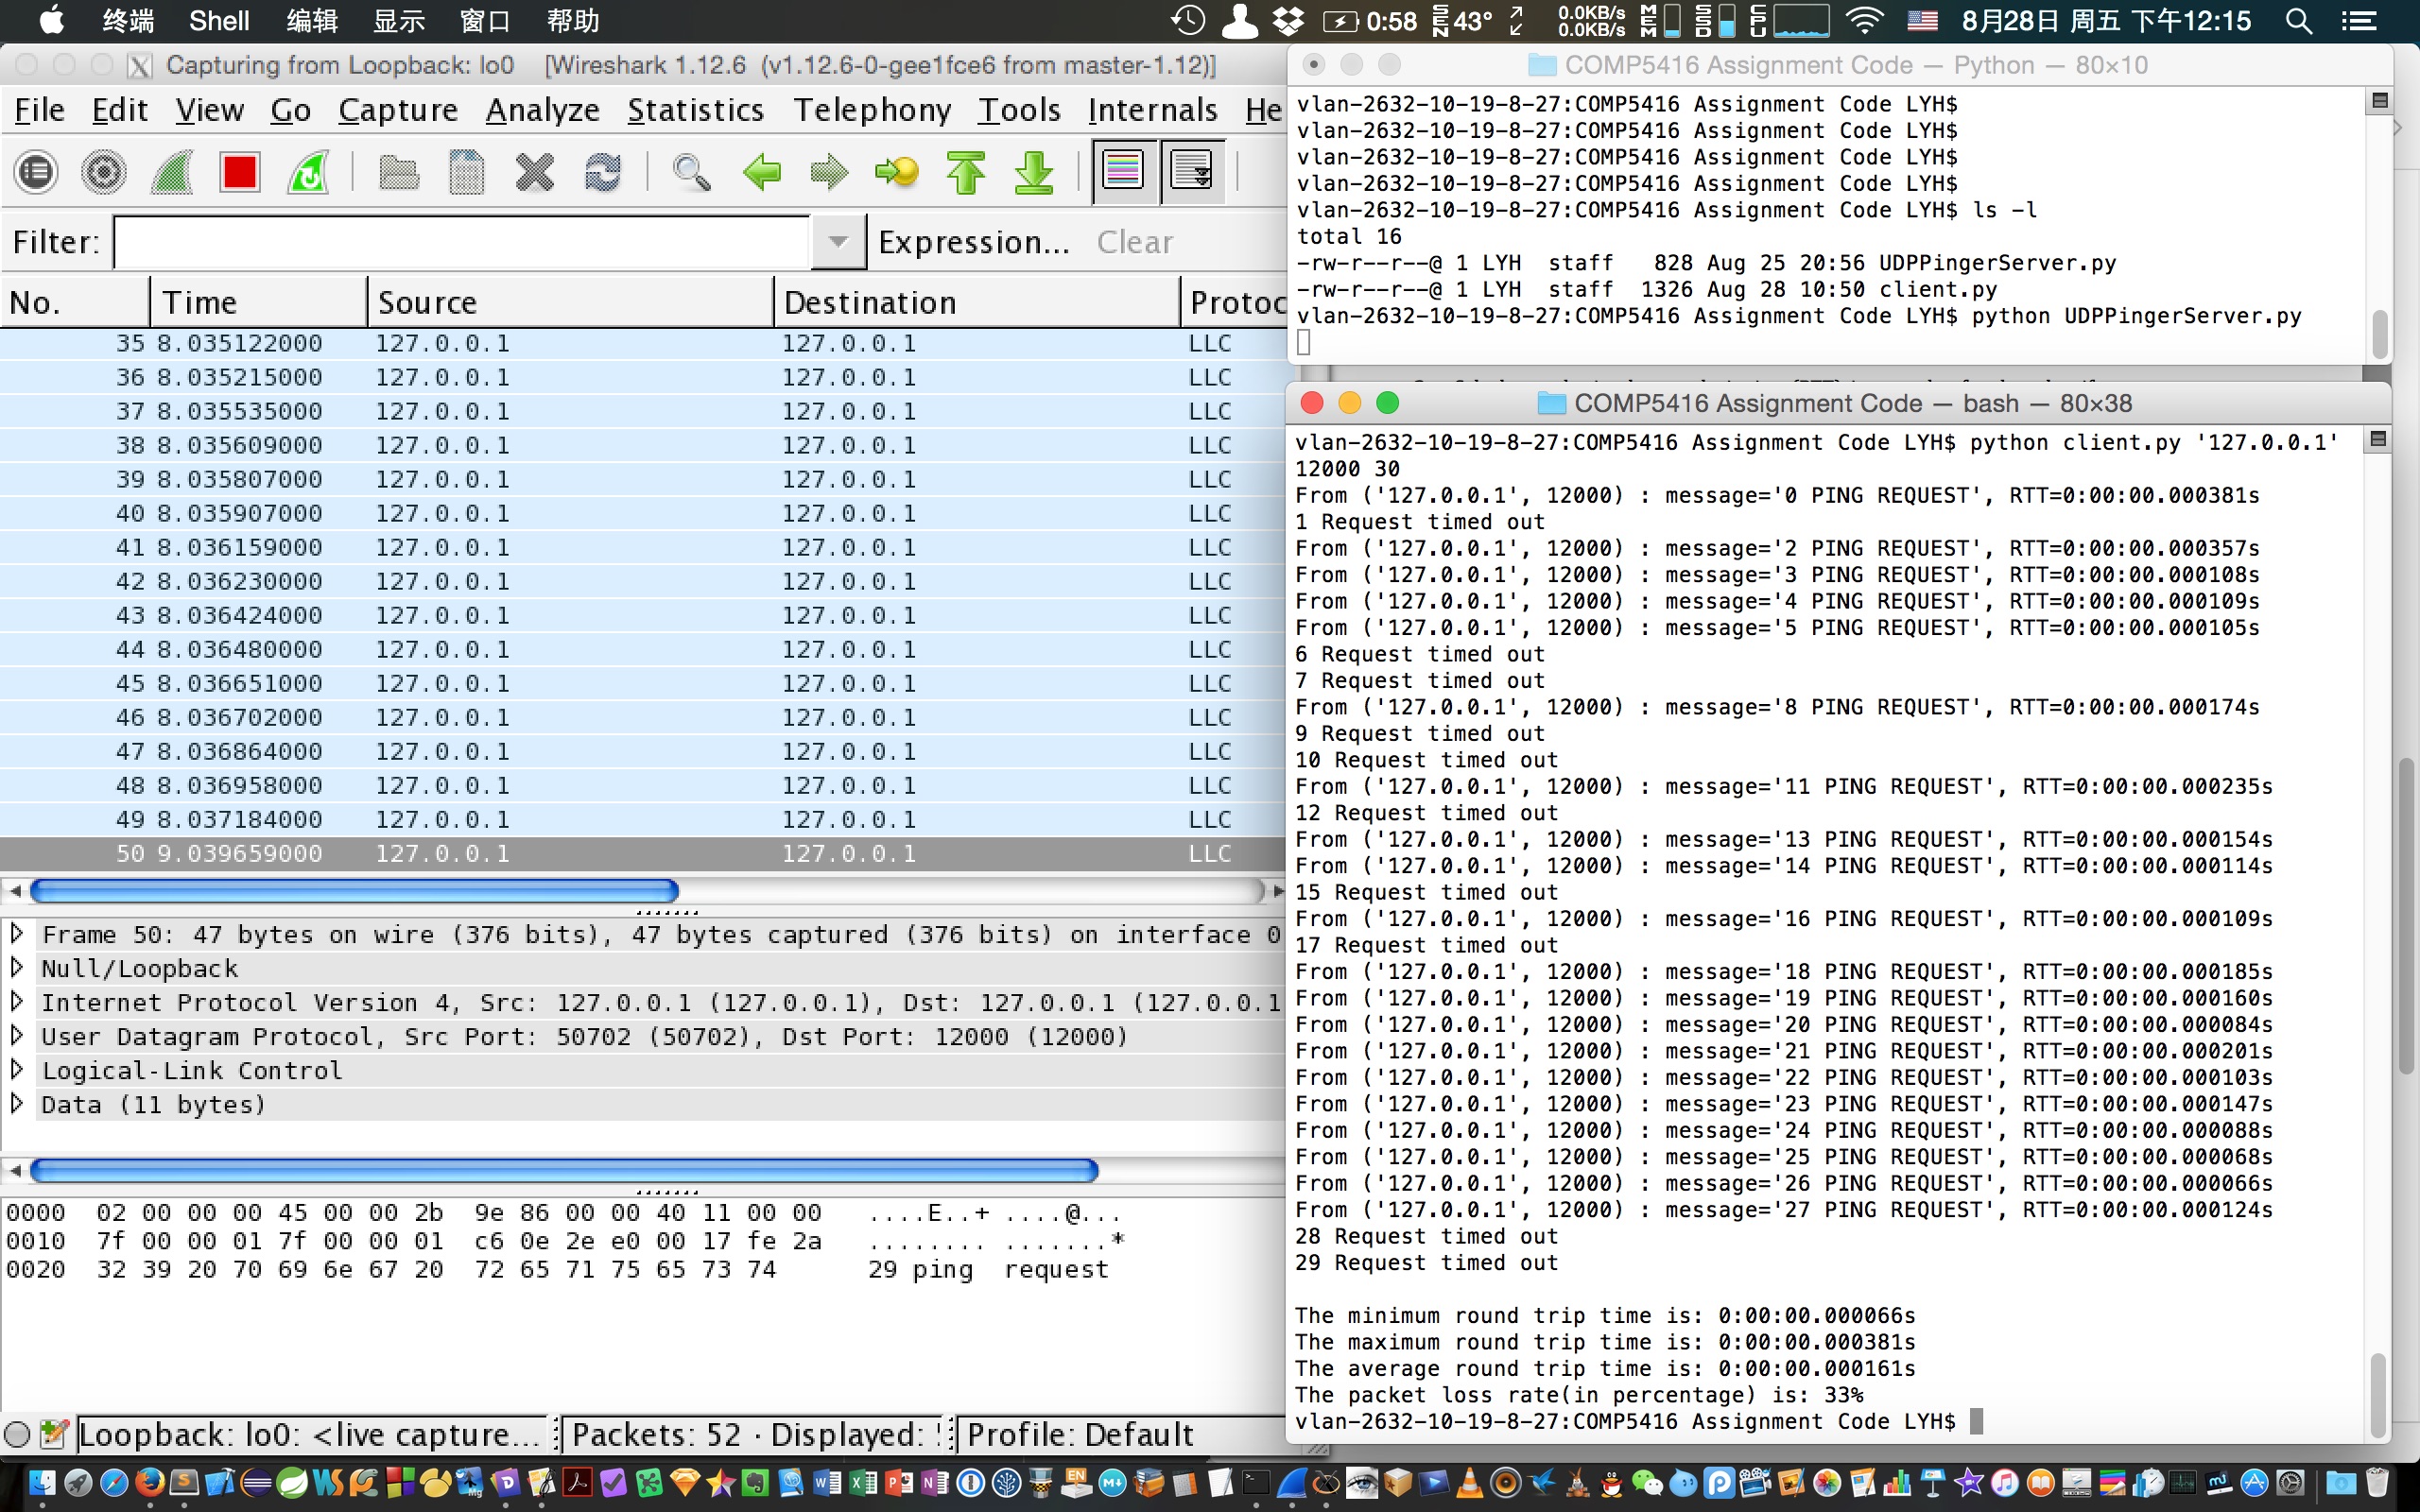 终端 Shell 编辑 显示 窗口 帮助 0:58 SEN 43° 0.0KB/s 0.0KB/s MEM SSD CPU 8月28日 周五 下午12:15
Capturing from Loopback: lo0 [Wireshark 1.12.6 (v1.12.6-0-gee1fce6 from master-1.12)]
File Edit View Go Capture Analyze Statistics Telephony Tools Internals He
Filter: Expression... Clear
No. Time Source Destination Protoc
35 8.035122000 127.0.0.1 127.0.0.1 LLC
36 8.035215000 127.0.0.1 127.0.0.1 LLC
37 8.035535000 127.0.0.1 127.0.0.1 LLC
38 8.035609000 127.0.0.1 127.0.0.1 LLC
39 8.035807000 127.0.0.1 127.0.0.1 LLC
40 8.035907000 127.0.0.1 127.0.0.1 LLC
41 8.036159000 127.0.0.1 127.0.0.1 LLC
42 8.036230000 127.0.0.1 127.0.0.1 LLC
43 8.036424000 127.0.0.1 127.0.0.1 LLC
44 8.036480000 127.0.0.1 127.0.0.1 LLC
45 8.036651000 127.0.0.1 127.0.0.1 LLC
46 8.036702000 127.0.0.1 127.0.0.1 LLC
47 8.036864000 127.0.0.1 127.0.0.1 LLC
48 8.036958000 127.0.0.1 127.0.0.1 LLC
49 8.037184000 127.0.0.1 127.0.0.1 LLC
50 9.039659000 127.0.0.1 127.0.0.1 LLC
Frame 50: 47 bytes on wire (376 bits), 47 bytes captured (376 bits) on interface 0
Null/Loopback
Internet Protocol Version 4, Src: 127.0.0.1 (127.0.0.1), Dst: 127.0.0.1 (127.0.0.1
User Datagram Protocol, Src Port: 50702 (50702), Dst Port: 12000 (12000)
Logical-Link Control
Data (11 bytes)
0000 02 00 00 00 45 00 00 2b 9e 86 00 00 40 11 00 00 ....E..+ ....@...
0010 7f 00 00 01 7f 00 00 01 c6 0e 2e e0 00 17 fe 2a ........ .......*
0020 32 39 20 70 69 6e 67 20 72 65 71 75 65 73 74 29 ping request
Loopback: lo0: <live capture... Packets: 52 · Displayed: Profile: Default
COMP5416 Assignment Code — Python — 80×10
vlan-2632-10-19-8-27:COMP5416 Assignment Code LYH$
vlan-2632-10-19-8-27:COMP5416 Assignment Code LYH$
vlan-2632-10-19-8-27:COMP5416 Assignment Code LYH$
vlan-2632-10-19-8-27:COMP5416 Assignment Code LYH$
vlan-2632-10-19-8-27:COMP5416 Assignment Code LYH$ ls -l
total 16
-rw-r--r--@ 1 LYH staff 828 Aug 25 20:56 UDPPingerServer.py
-rw-r--r--@ 1 LYH staff 1326 Aug 28 10:50 client.py
vlan-2632-10-19-8-27:COMP5416 Assignment Code LYH$ python UDPPingerServer.py
COMP5416 Assignment Code — bash — 80×38
vlan-2632-10-19-8-27:COMP5416 Assignment Code LYH$ python client.py '127.0.0.1'
12000 30
From ('127.0.0.1', 12000) : message='0 PING REQUEST', RTT=0:00:00.000381s
1 Request timed out
From ('127.0.0.1', 12000) : message='2 PING REQUEST', RTT=0:00:00.000357s
From ('127.0.0.1', 12000) : message='3 PING REQUEST', RTT=0:00:00.000108s
From ('127.0.0.1', 12000) : message='4 PING REQUEST', RTT=0:00:00.000109s
From ('127.0.0.1', 12000) : message='5 PING REQUEST', RTT=0:00:00.000105s
6 Request timed out
7 Request timed out
From ('127.0.0.1', 12000) : message='8 PING REQUEST', RTT=0:00:00.000174s
9 Request timed out
10 Request timed out
From ('127.0.0.1', 12000) : message='11 PING REQUEST', RTT=0:00:00.000235s
12 Request timed out
From ('127.0.0.1', 12000) : message='13 PING REQUEST', RTT=0:00:00.000154s
From ('127.0.0.1', 12000) : message='14 PING REQUEST', RTT=0:00:00.000114s
15 Request timed out
From ('127.0.0.1', 12000) : message='16 PING REQUEST', RTT=0:00:00.000109s
17 Request timed out
From ('127.0.0.1', 12000) : message='18 PING REQUEST', RTT=0:00:00.000185s
From ('127.0.0.1', 12000) : message='19 PING REQUEST', RTT=0:00:00.000160s
From ('127.0.0.1', 12000) : message='20 PING REQUEST', RTT=0:00:00.000084s
From ('127.0.0.1', 12000) : message='21 PING REQUEST', RTT=0:00:00.000201s
From ('127.0.0.1', 12000) : message='22 PING REQUEST', RTT=0:00:00.000103s
From ('127.0.0.1', 12000) : message='23 PING REQUEST', RTT=0:00:00.000147s
From ('127.0.0.1', 12000) : message='24 PING REQUEST', RTT=0:00:00.000088s
From ('127.0.0.1', 12000) : message='25 PING REQUEST', RTT=0:00:00.000068s
From ('127.0.0.1', 12000) : message='26 PING REQUEST', RTT=0:00:00.000066s
From ('127.0.0.1', 12000) : message='27 PING REQUEST', RTT=0:00:00.000124s
28 Request timed out
29 Request timed out
The minimum round trip time is: 0:00:00.000066s
The maximum round trip time is: 0:00:00.000381s
The average round trip time is: 0:00:00.000161s
The packet loss rate(in percentage) is: 33%
vlan-2632-10-19-8-27:COMP5416 Assignment Code LYH$